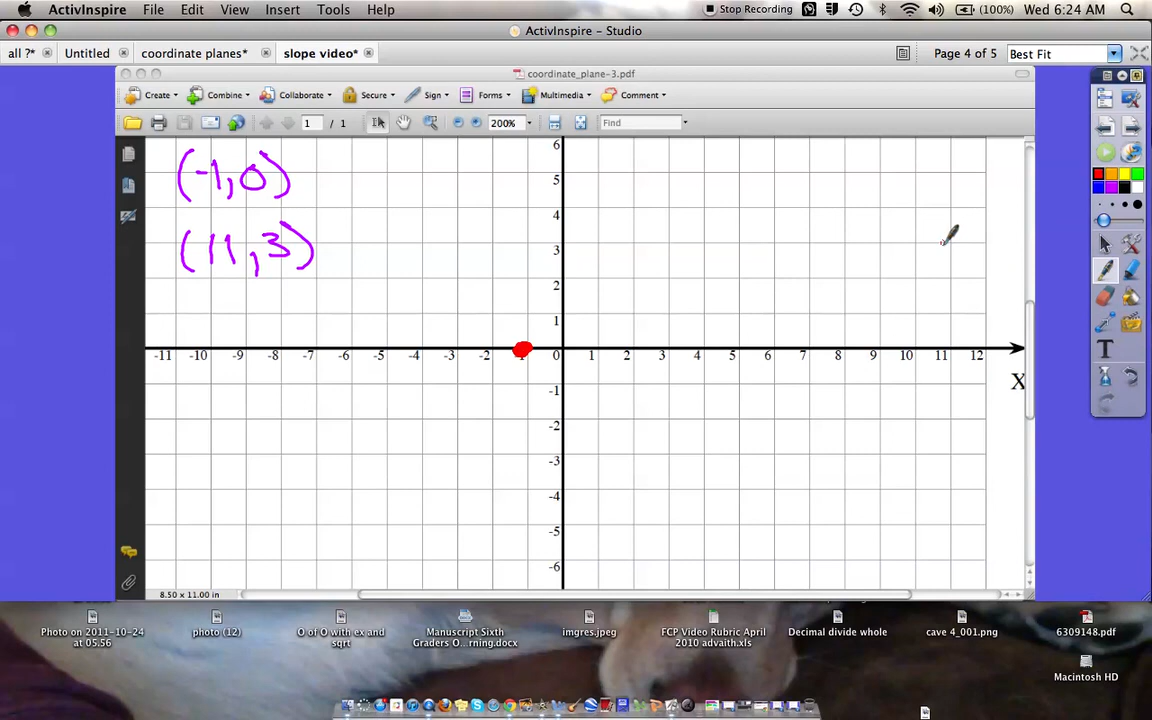 ActivInspire File Edit View Insert Tools Help Stop Recording (100%) Wed 6:24 AM
ActivInspire - Studio
all ?* Untitled coordinate planes* slope video* Page 4 of 5 Best Fit
coordinate_plane-3.pdf
Create Combine Collaborate Secure Sign Forms Multimedia Comment
1 / 1 200% Find
(-1,0)
(11,3)
6
5
4
3
2
1
-11 -10 -9 -8 -7 -6 -5 -4 -3 -2 0 1 2 3 4 5 6 7 8 9 10 11 12
X
-1
-2
-3
-4
-5
-6
T
8.50 x 11.00 in
Photo on 2011-10-24 at 05.56
photo (12)
O of O with ex and sqrt
Manuscript Sixth Graders O...rning.docx
imgres.jpeg
FCP Video Rubric April 2010 advaith.xls
Decimal divide whole
cave 4_001.png
6309148.pdf
Macintosh HD